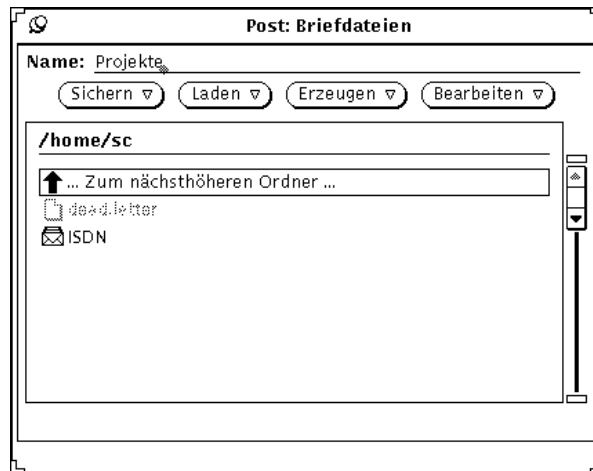 Post: Briefdateien
Name: Projekte
Sichern Laden Erzeugen Bearbeiten
/home/sc
... Zum nächsthöheren Ordner ...
dead.letter
ISDN